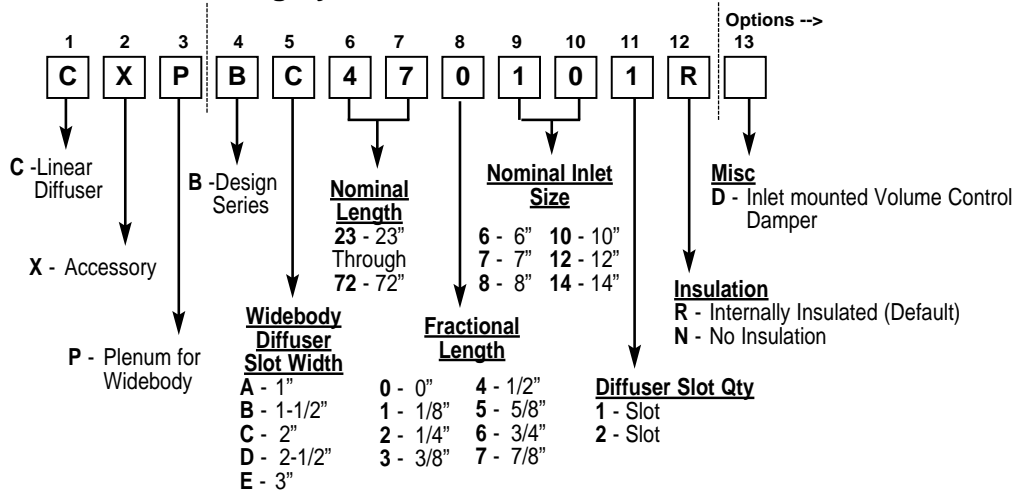 Options -->
1 2 3 4 5 6 7 8 9 10 11 12 13
C X P B C 4 7 0 1 0 1 R
C -Linear
Diffuser
X - Accessory
P - Plenum for
Widebody
B -Design
Series
Widebody
Diffuser
Slot Width
A - 1”
B - 1-1/2”
C - 2”
D - 2-1/2”
E - 3”
Nominal
Length
23 - 23”
Through
72 - 72”
Fractional
Length
0 - 0” 4 - 1/2”
1 - 1/8” 5 - 5/8”
2 - 1/4” 6 - 3/4”
3 - 3/8” 7 - 7/8”
Nominal Inlet
Size
6 - 6” 10 - 10”
7 - 7” 12 - 12”
8 - 8” 14 - 14”
Diffuser Slot Qty
1 - Slot
2 - Slot
Insulation
R - Internally Insulated (Default)
N - No Insulation
Misc
D - Inlet mounted Volume Control
Damper